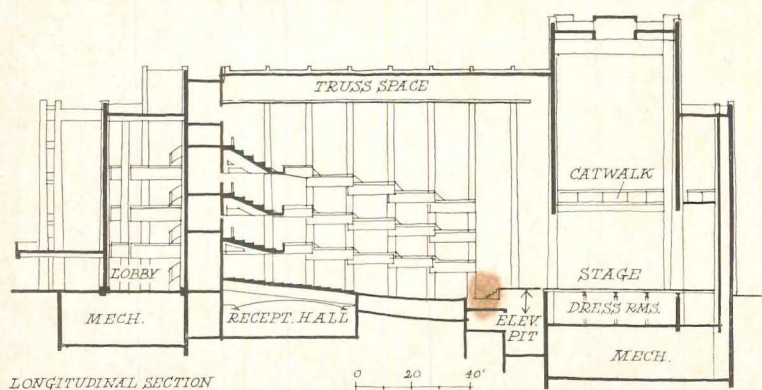 TRUSS SPACE
CATWALK
LOBBY
STAGE
MECH.
RECEPT. HALL
ELEV.
PIT
DRESS RMS.
MECH.
LONGITUDINAL SECTION
0 20 40'